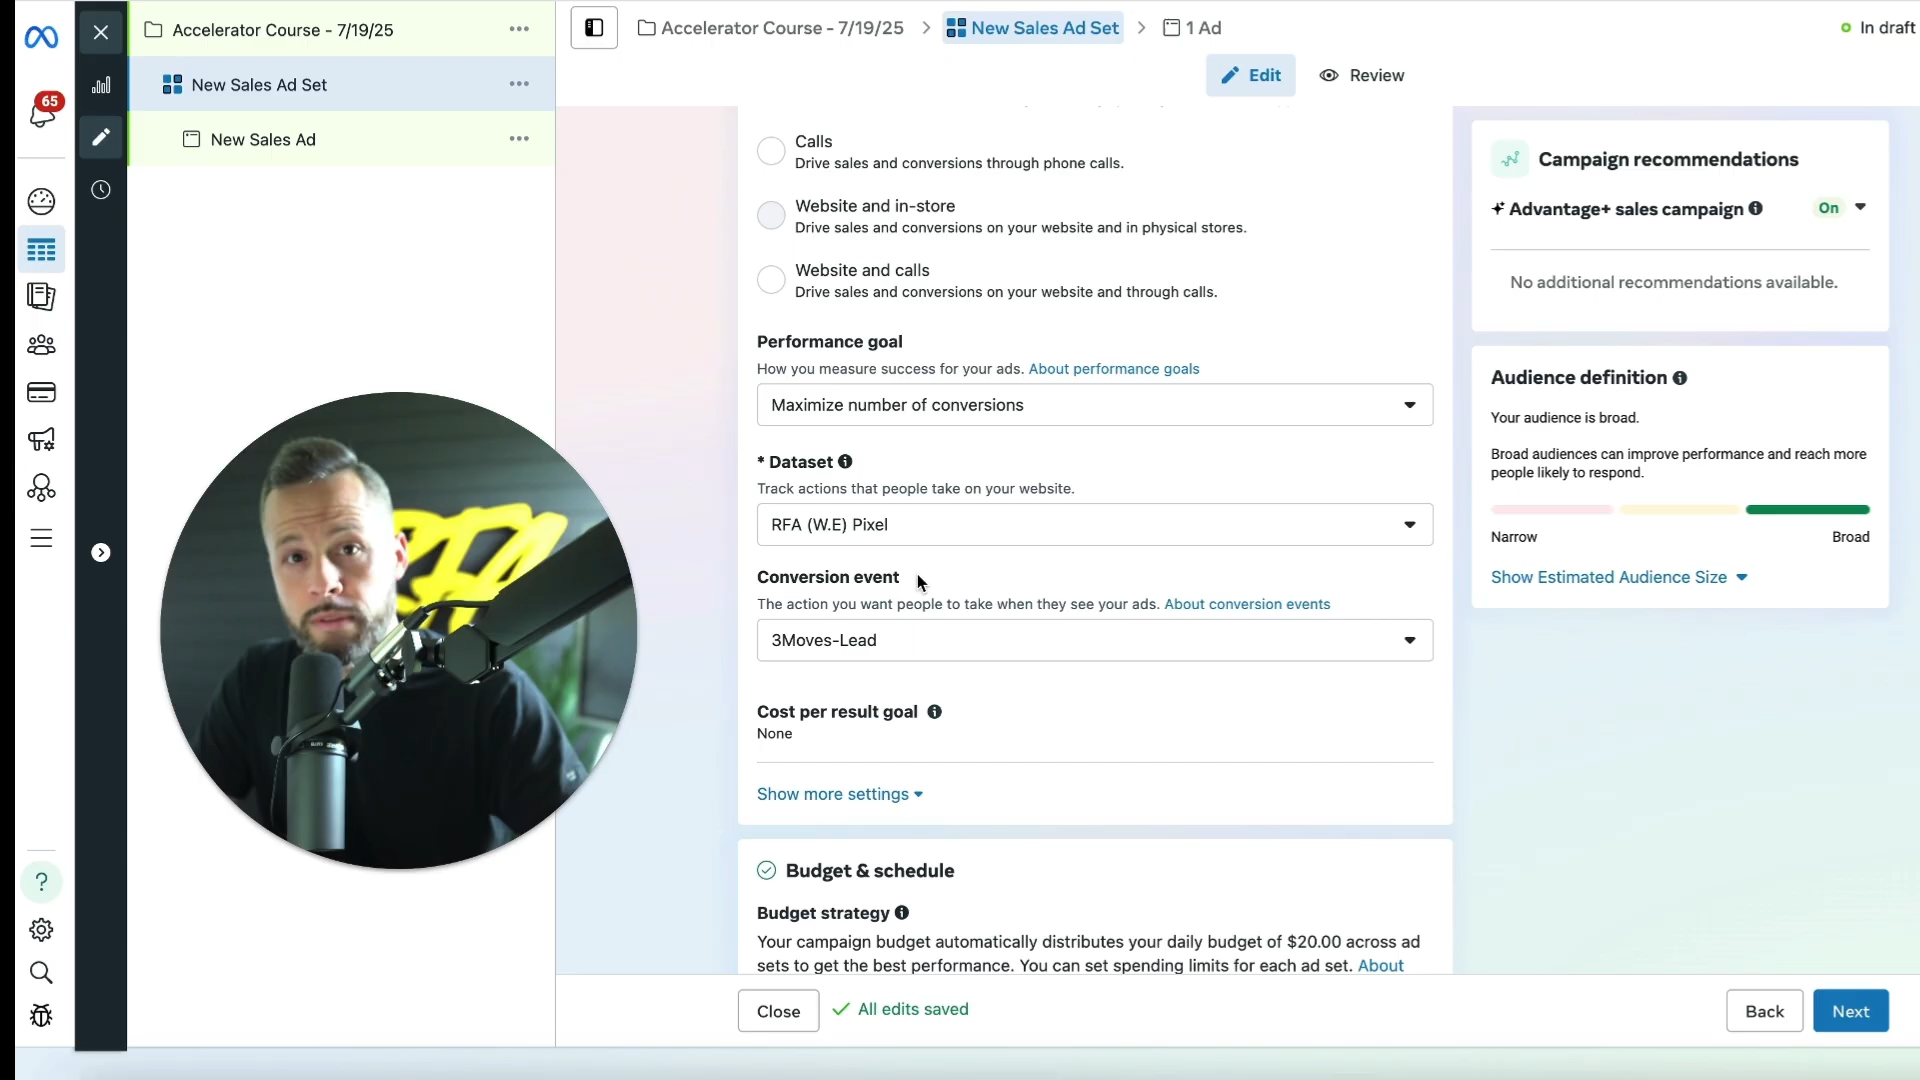 65
Accelerator Course - 7/19/25
New Sales Ad Set
New Sales Ad
Accelerator Course - 7/19/25
New Sales Ad Set
1 Ad
In draft
Edit
Review
Calls
Drive sales and conversions through phone calls.
Website and in-store
Drive sales and conversions on your website and in physical stores.
Website and calls
Drive sales and conversions on your website and through calls.
Performance goal
How you measure success for your ads. About performance goals
Maximize number of conversions
* Dataset
Track actions that people take on your website.
RFA (W.E) Pixel
Conversion event
The action you want people to take when they see your ads. About conversion events
3Moves-Lead
Cost per result goal
None
Show more settings
Budget & schedule
Budget strategy
Your campaign budget automatically distributes your daily budget of $20.00 across ad
sets to get the best performance. You can set spending limits for each ad set. About
Close
All edits saved
Back
Next
Campaign recommendations
Advantage+ sales campaign
On
No additional recommendations available.
Audience definition
Your audience is broad.
Broad audiences can improve performance and reach more
people likely to respond.
Narrow
Broad
Show Estimated Audience Size